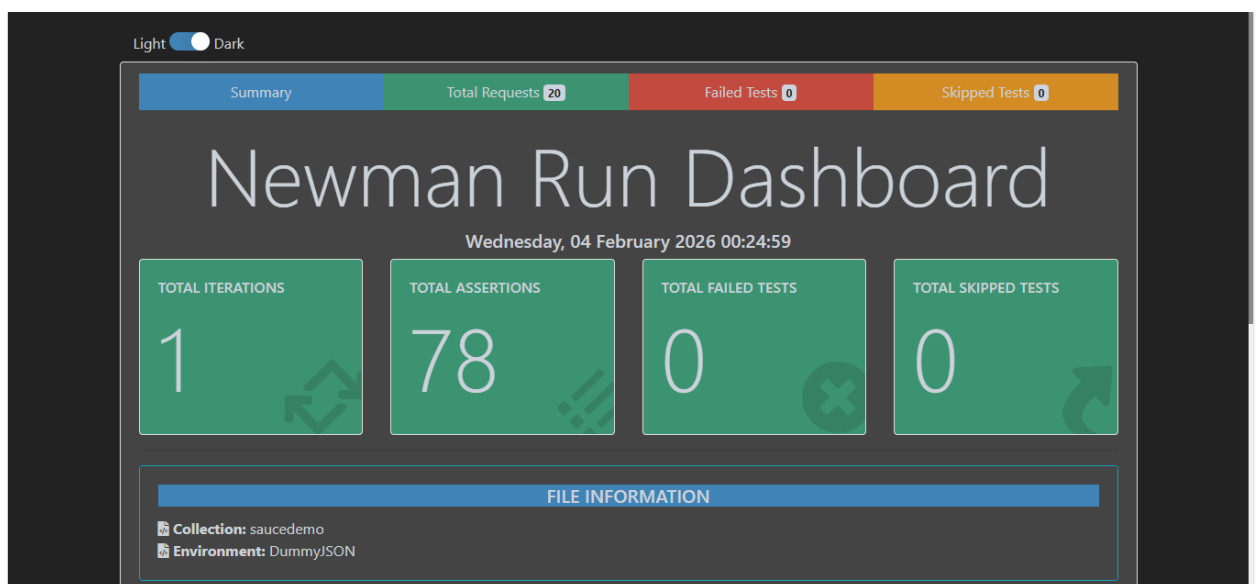 Light Dark
Summary Total Requests 20 Failed Tests 0 Skipped Tests 0
Newman Run Dashboard
Wednesday, 04 February 2026 00:24:59
TOTAL ITERATIONS TOTAL ASSERTIONS TOTAL FAILED TESTS TOTAL SKIPPED TESTS
1 78 0 0
FILE INFORMATION
Collection: saucedemo
Environment: DummyJSON